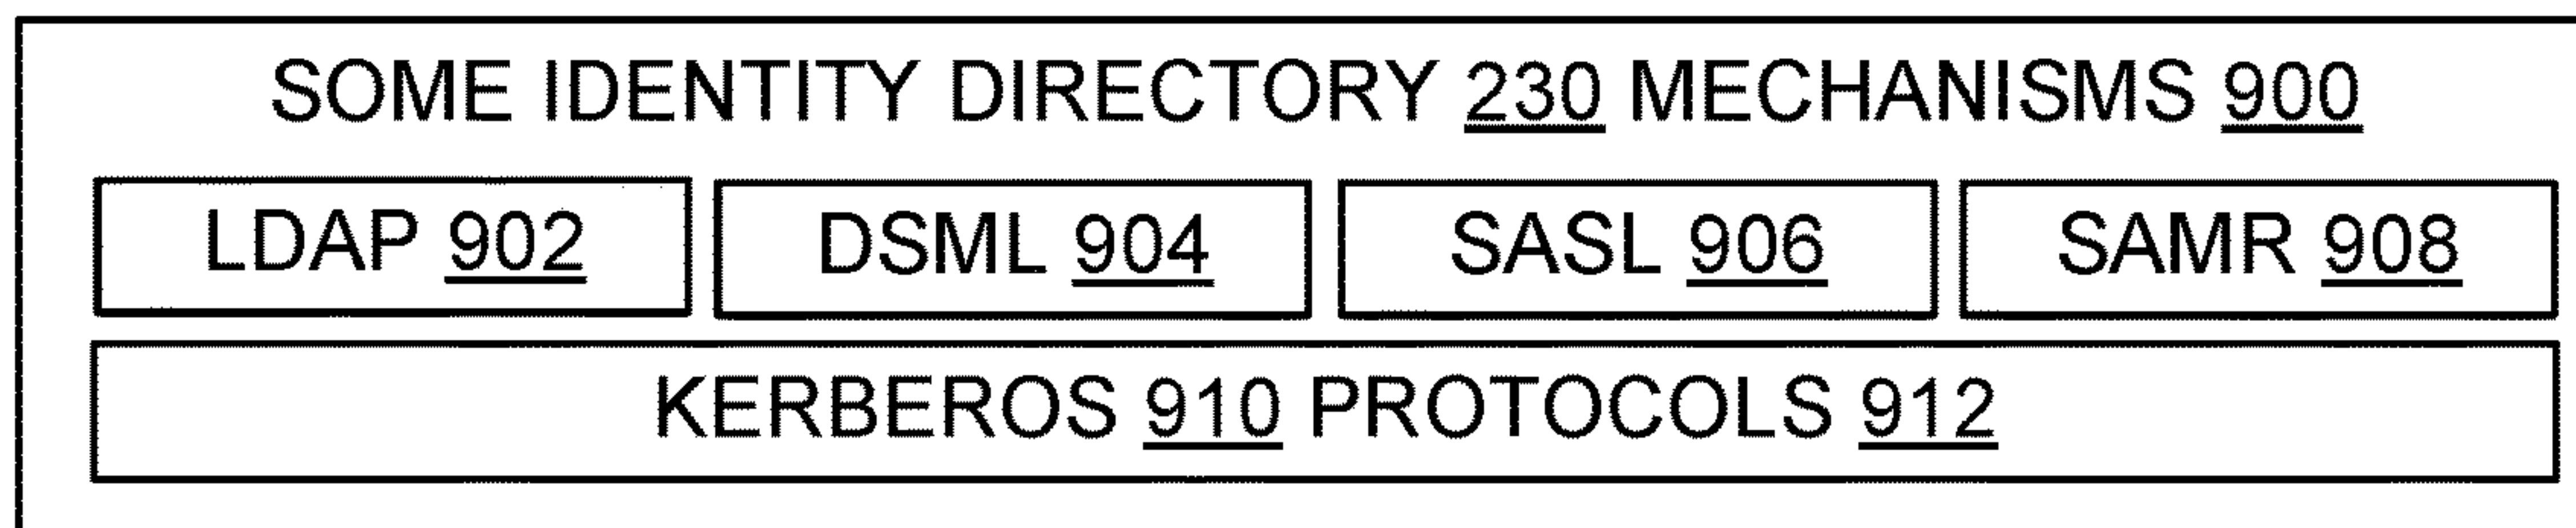 SOME IDENTITY DIRECTORY 230 MECHANISMS 900
LDAP 902 DSML 904 SASL 906 SAMR 908
KERBEROS 910 PROTOCOLS 912